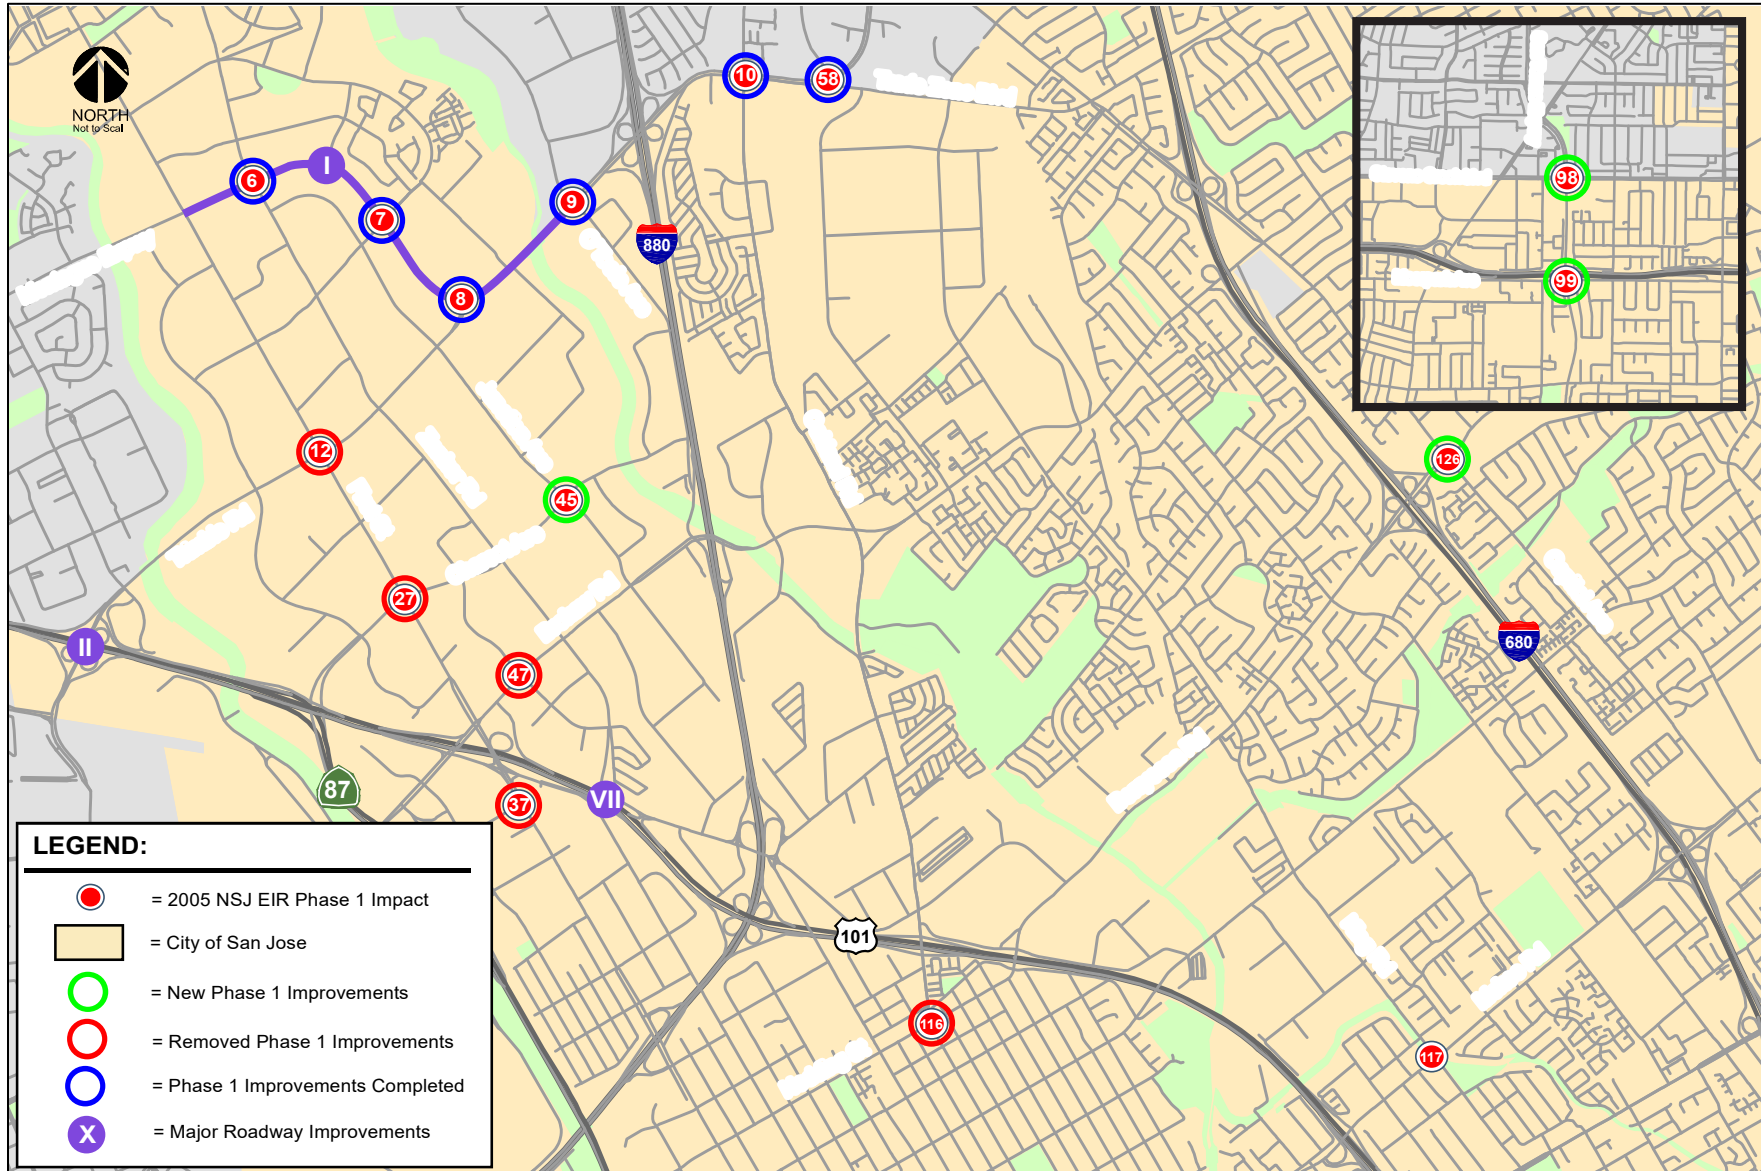 NORTH
Not to Scal
10
58
6
I
7
9
8
880
98
99
12
45
126
27
47
II
87
37
VII
680
101
116
117
LEGEND:
= 2005 NSJ EIR Phase 1 Impact
= City of San Jose
= New Phase 1 Improvements
= Removed Phase 1 Improvements
= Phase 1 Improvements Completed
X = Major Roadway Improvements